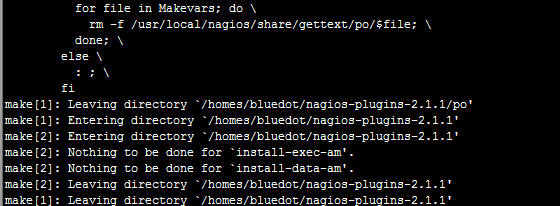 for file in Makevars; do \
rm -f /usr/local/nagios/share/gettext/po/$file; \
done; \
else \
: ; \
fi
make[1]: Leaving directory `/homes/bluedot/nagios-plugins-2.1.1/po'
make[1]: Entering directory `/homes/bluedot/nagios-plugins-2.1.1'
make[2]: Entering directory `/homes/bluedot/nagios-plugins-2.1.1'
make[2]: Nothing to be done for `install-exec-am'.
make[2]: Nothing to be done for `install-data-am'.
make[2]: Leaving directory `/homes/bluedot/nagios-plugins-2.1.1'
make[1]: Leaving directory `/homes/bluedot/nagios-plugins-2.1.1'